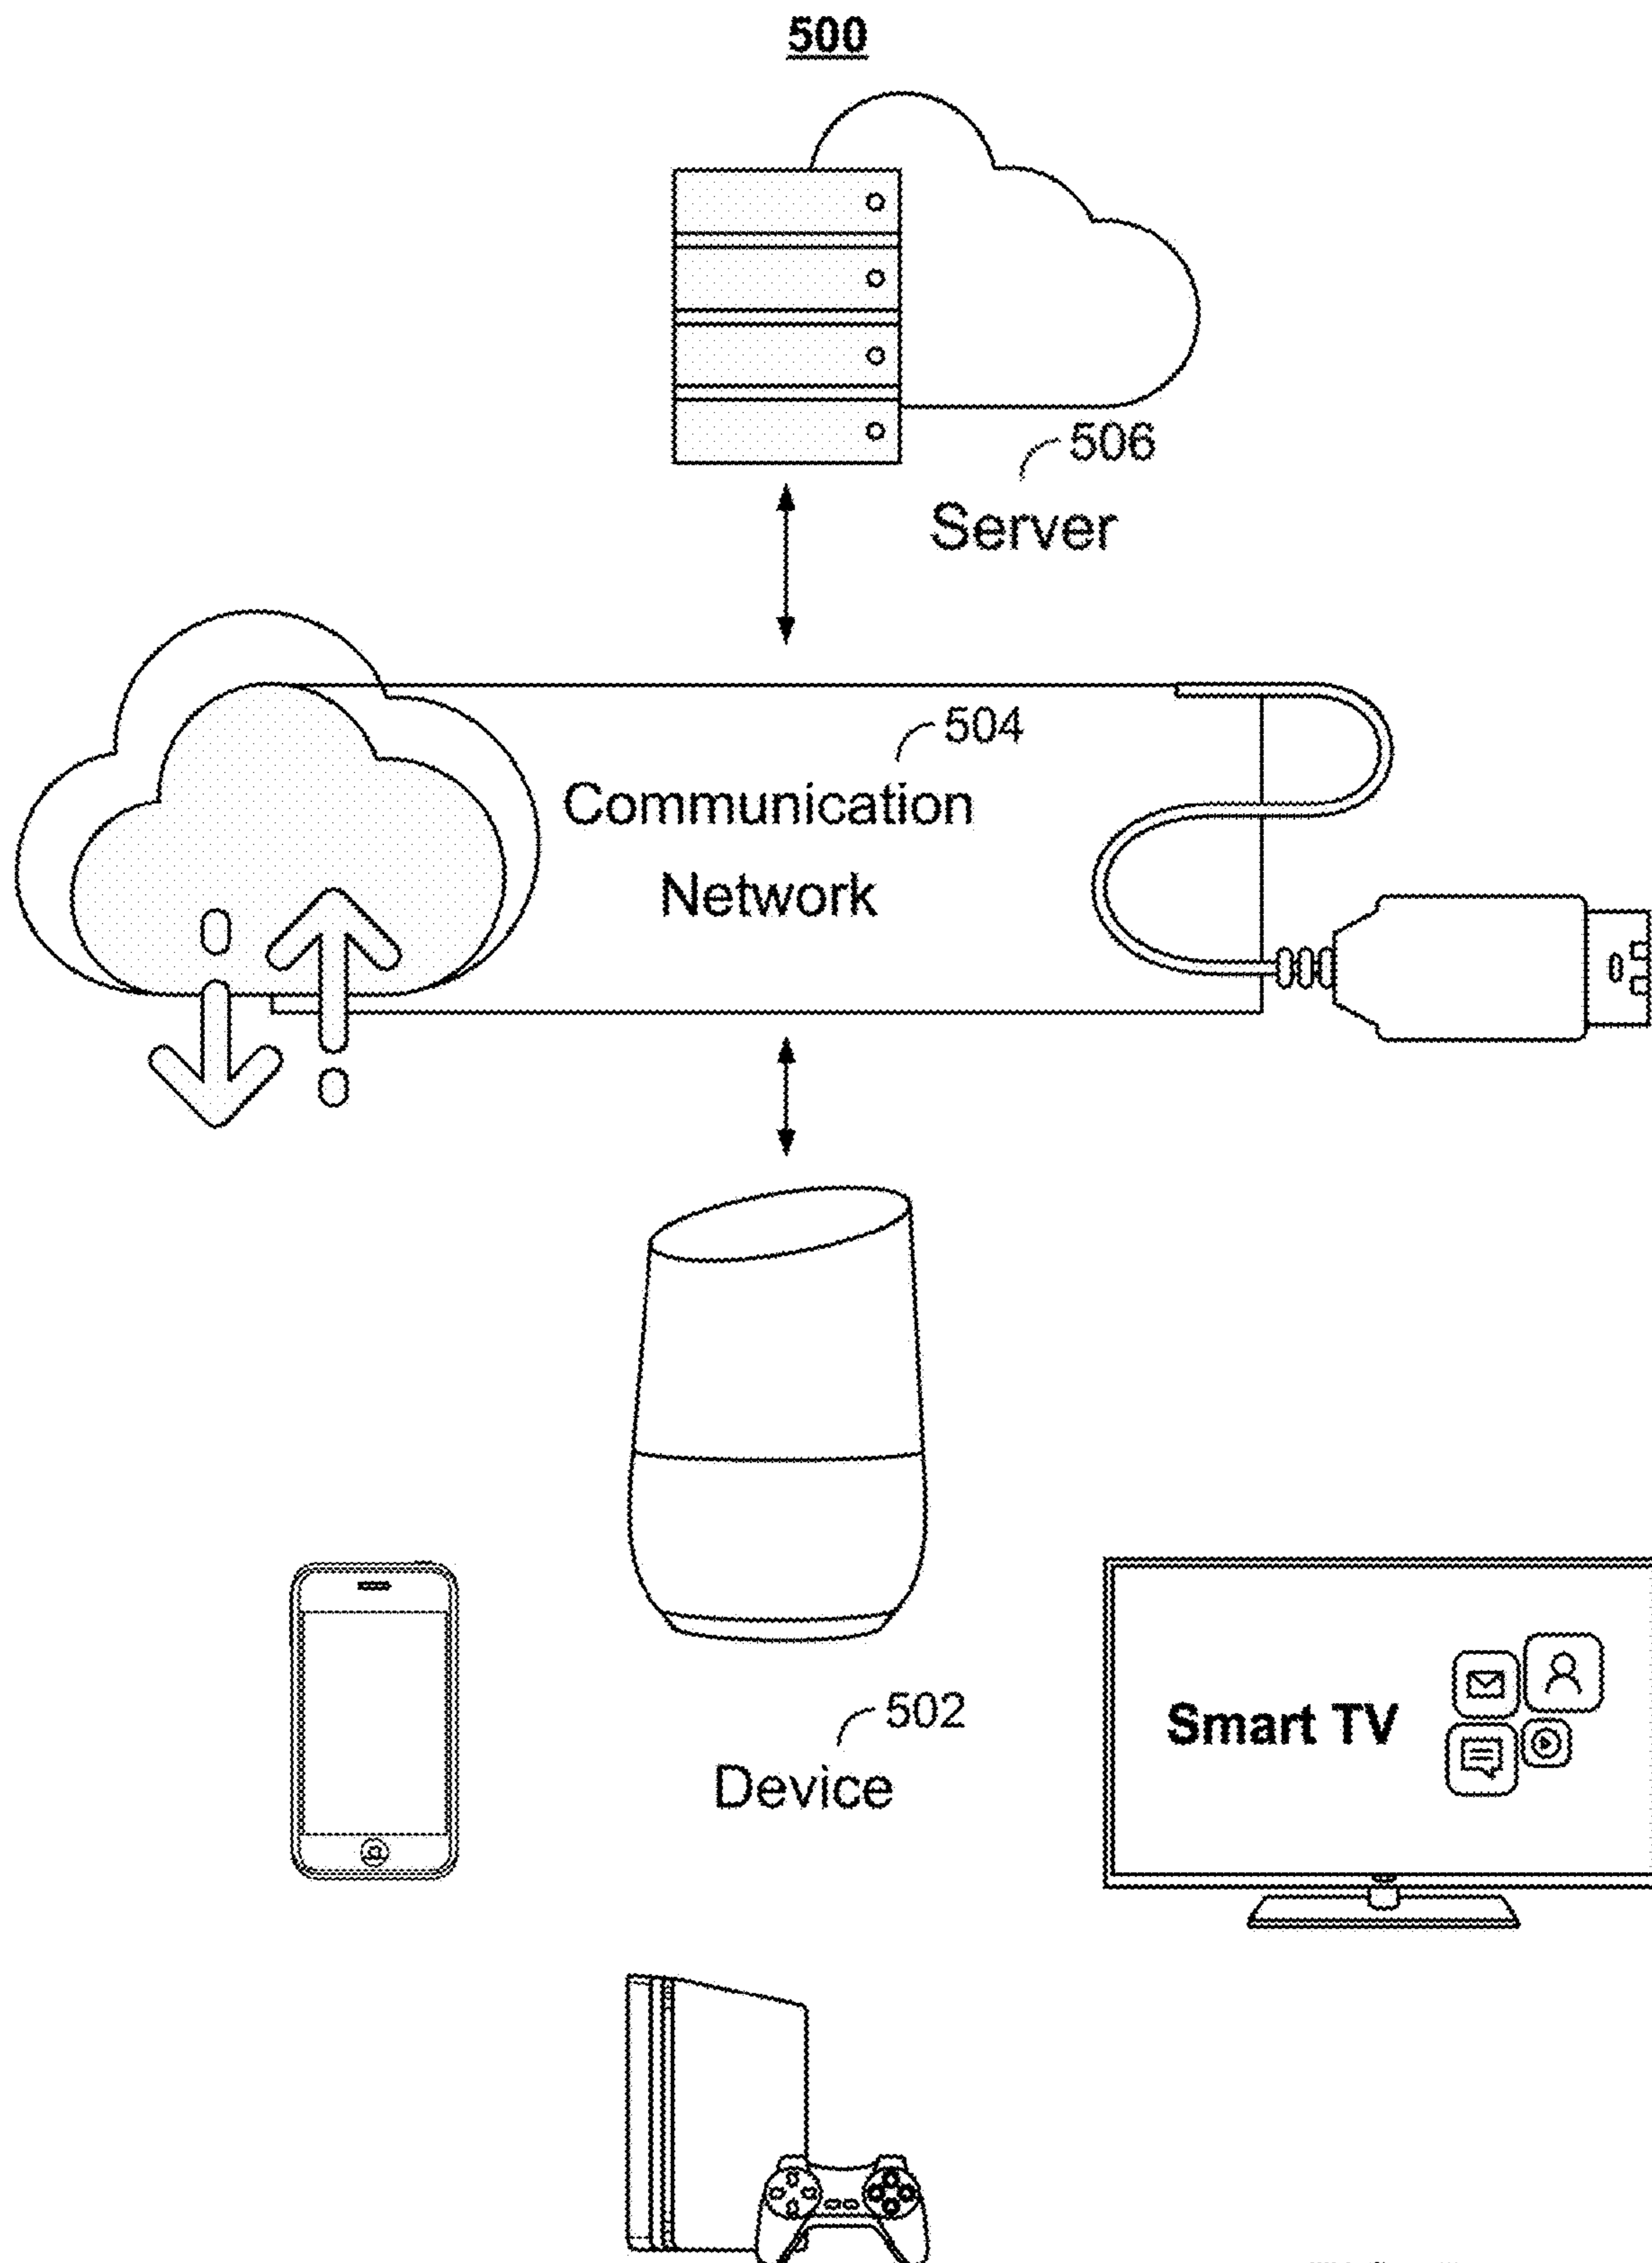 500
506
Server
504
Communication
Network
502
Device
Smart TV